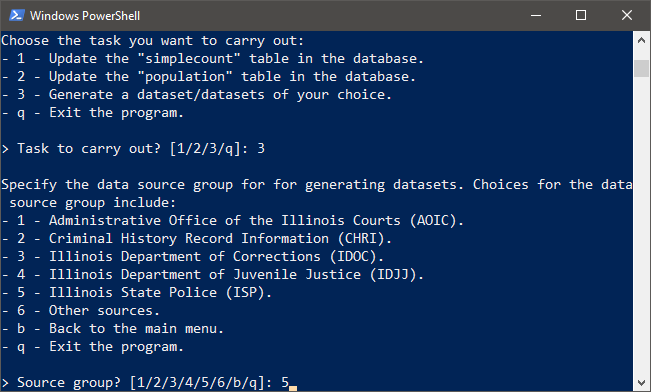 Windows PowerShell
Choose the task you want to carry out:
- 1 - Update the "simplecount" table in the database.
- 2 - Update the "population" table in the database.
- 3 - Generate a dataset/datasets of your choice.
- q - Exit the program.
> Task to carry out? [1/2/3/q]: 3
Specify the data source group for for generating datasets. Choices for the data
source group include:
- 1 - Administrative Office of the Illinois Courts (AOIC).
- 2 - Criminal History Record Information (CHRI).
- 3 - Illinois Department of Corrections (IDOC).
- 4 - Illinois Department of Juvenile Justice (IDJJ).
- 5 - Illinois State Police (ISP).
- 6 - Other sources.
- b - Back to the main menu.
- q - Exit the program.
> Source group? [1/2/3/4/5/6/b/q]: 5